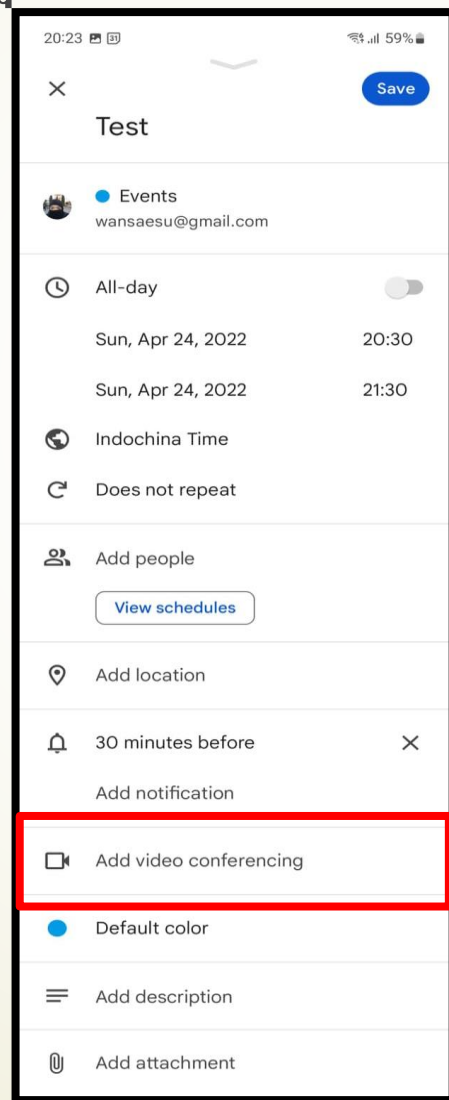 20:23 31 59%
Save
Test
Events
wansaesu@gmail.com
All-day
Sun, Apr 24, 2022 20:30
Sun, Apr 24, 2022 21:30
Indochina Time
Does not repeat
Add people
View schedules
Add location
30 minutes before
Add notification
Add video conferencing
Default color
Add description
Add attachment